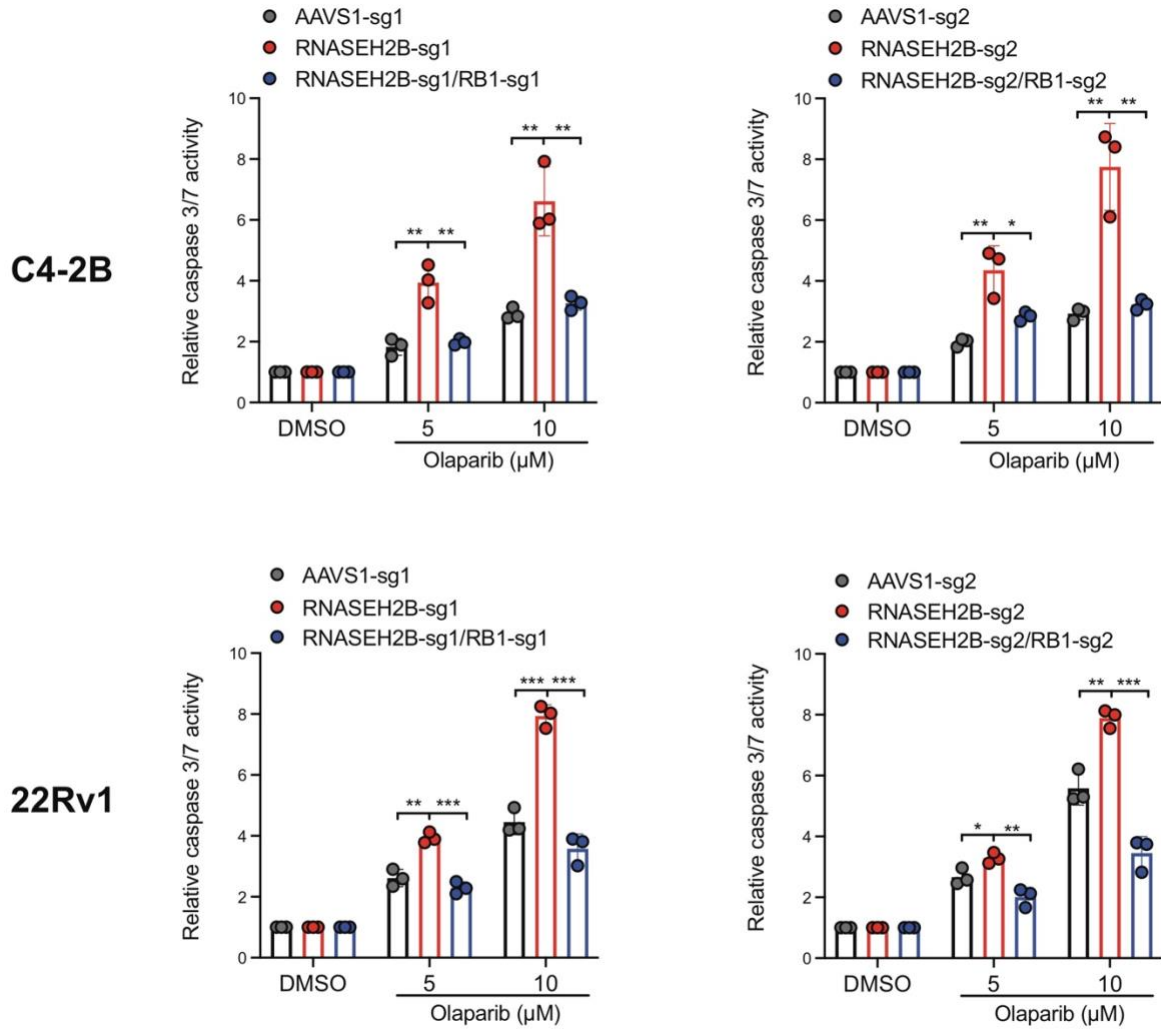 C4-2B
AAVS1-sg1
RNASEH2B-sg1
RNASEH2B-sg1/RB1-sg1
Relative caspase 3/7 activity
10
8
6
4
2
0
** **
** **
DMSO 5 10
Olaparib (µM)
AAVS1-sg2
RNASEH2B-sg2
RNASEH2B-sg2/RB1-sg2
Relative caspase 3/7 activity
10
8
6
4
2
0
** **
** *
DMSO 5 10
Olaparib (µM)
22Rv1
AAVS1-sg1
RNASEH2B-sg1
RNASEH2B-sg1/RB1-sg1
Relative caspase 3/7 activity
10
8
6
4
2
0
*** ***
** ***
DMSO 5 10
Olaparib (µM)
AAVS1-sg2
RNASEH2B-sg2
RNASEH2B-sg2/RB1-sg2
Relative caspase 3/7 activity
10
8
6
4
2
0
** ***
* **
DMSO 5 10
Olaparib (µM)